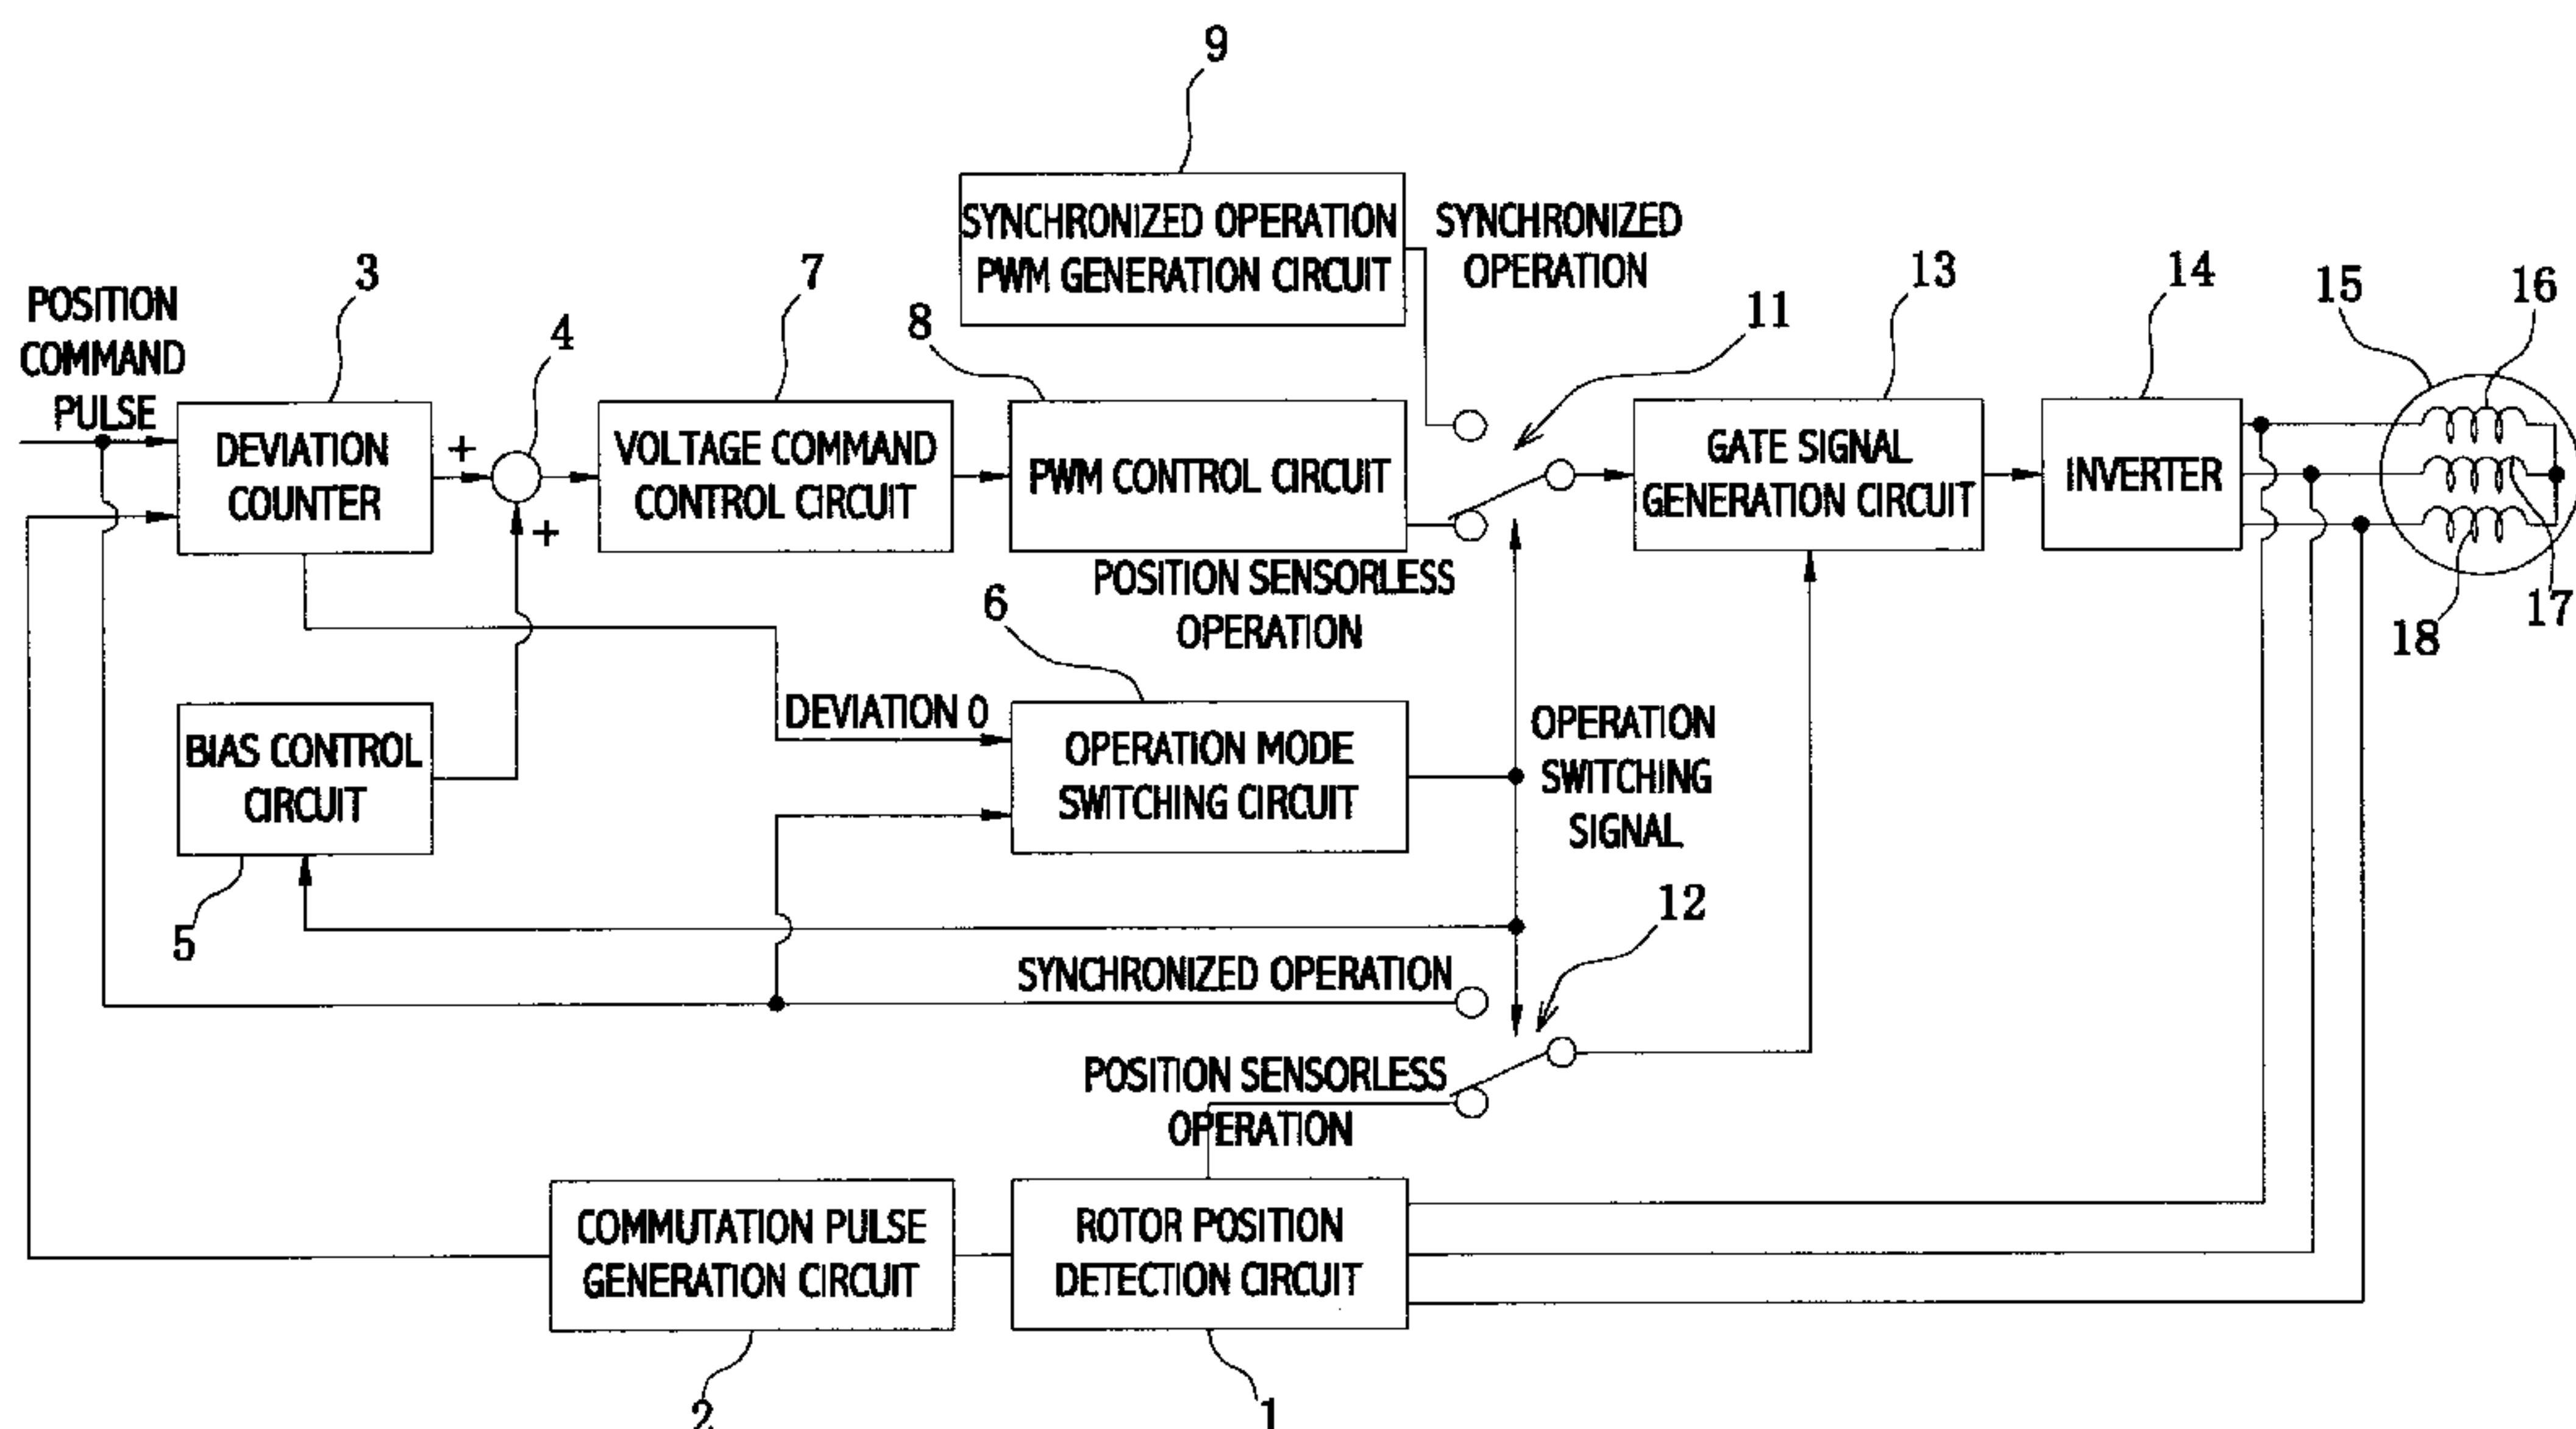 9
SYNCHRONIZED OPERATION
PWM GENERATION CIRCUIT
SYNCHRONIZED
OPERATION
POSITION
COMMAND
PULSE
3
DEVIATION
COUNTER
+
+
4
7
VOLTAGE COMMAND
CONTROL CIRCUIT
8
PWM CONTROL CIRCUIT
POSITION SENSORLESS
OPERATION
11
13
GATE SIGNAL
GENERATION CIRCUIT
14
INVERTER
15
16
17
18
BIAS CONTROL
CIRCUIT
5
DEVIATION 0
6
OPERATION MODE
SWITCHING CIRCUIT
OPERATION
SWITCHING
SIGNAL
12
SYNCHRONIZED OPERATION
POSITION SENSORLESS
OPERATION
COMMUTATION PULSE
GENERATION CIRCUIT
2
ROTOR POSITION
DETECTION CIRCUIT
1